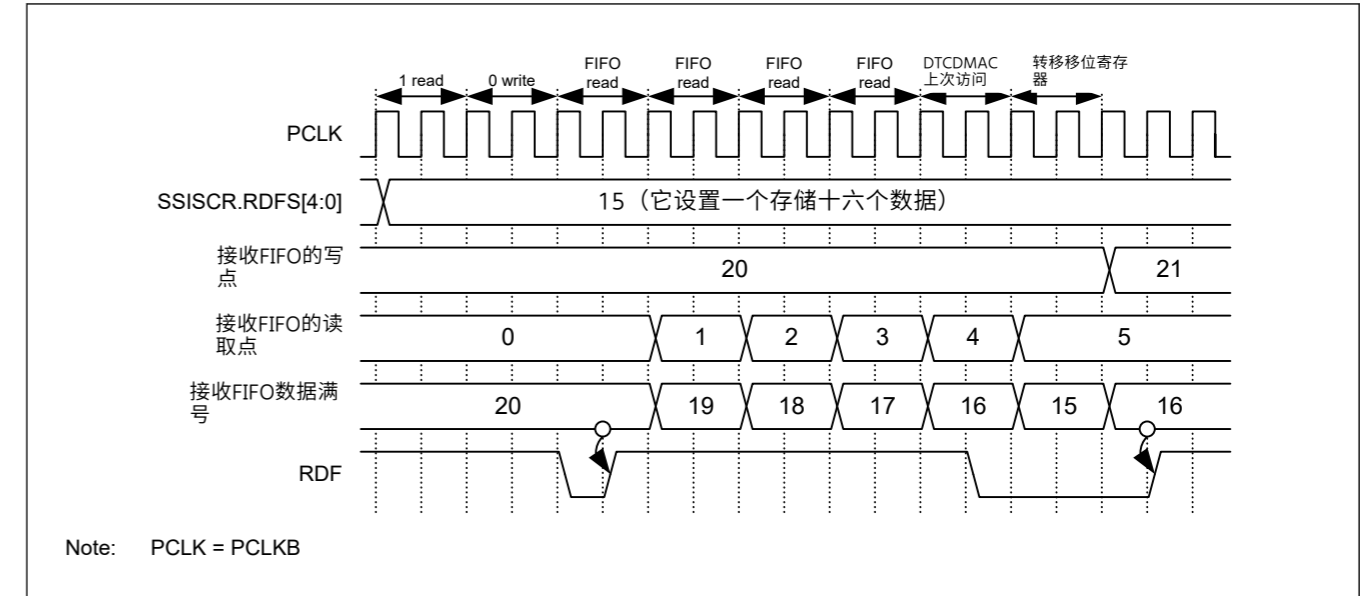 1 read
0 write
FIFO
read
FIFO
read
FIFO
read
FIFO
read
DTCDMAC
上次访问
转移移位寄存
器
PCLK
SSISCR.RDFS[4:0]
15（它设置一个存储十六个数据）
接收FIFO的写
点
20
21
接收FIFO的读
取点
0
1
2
3
4
5
接收FIFO数据满
号
20
19
18
17
16
15
16
RDF
Note: PCLK = PCLKB